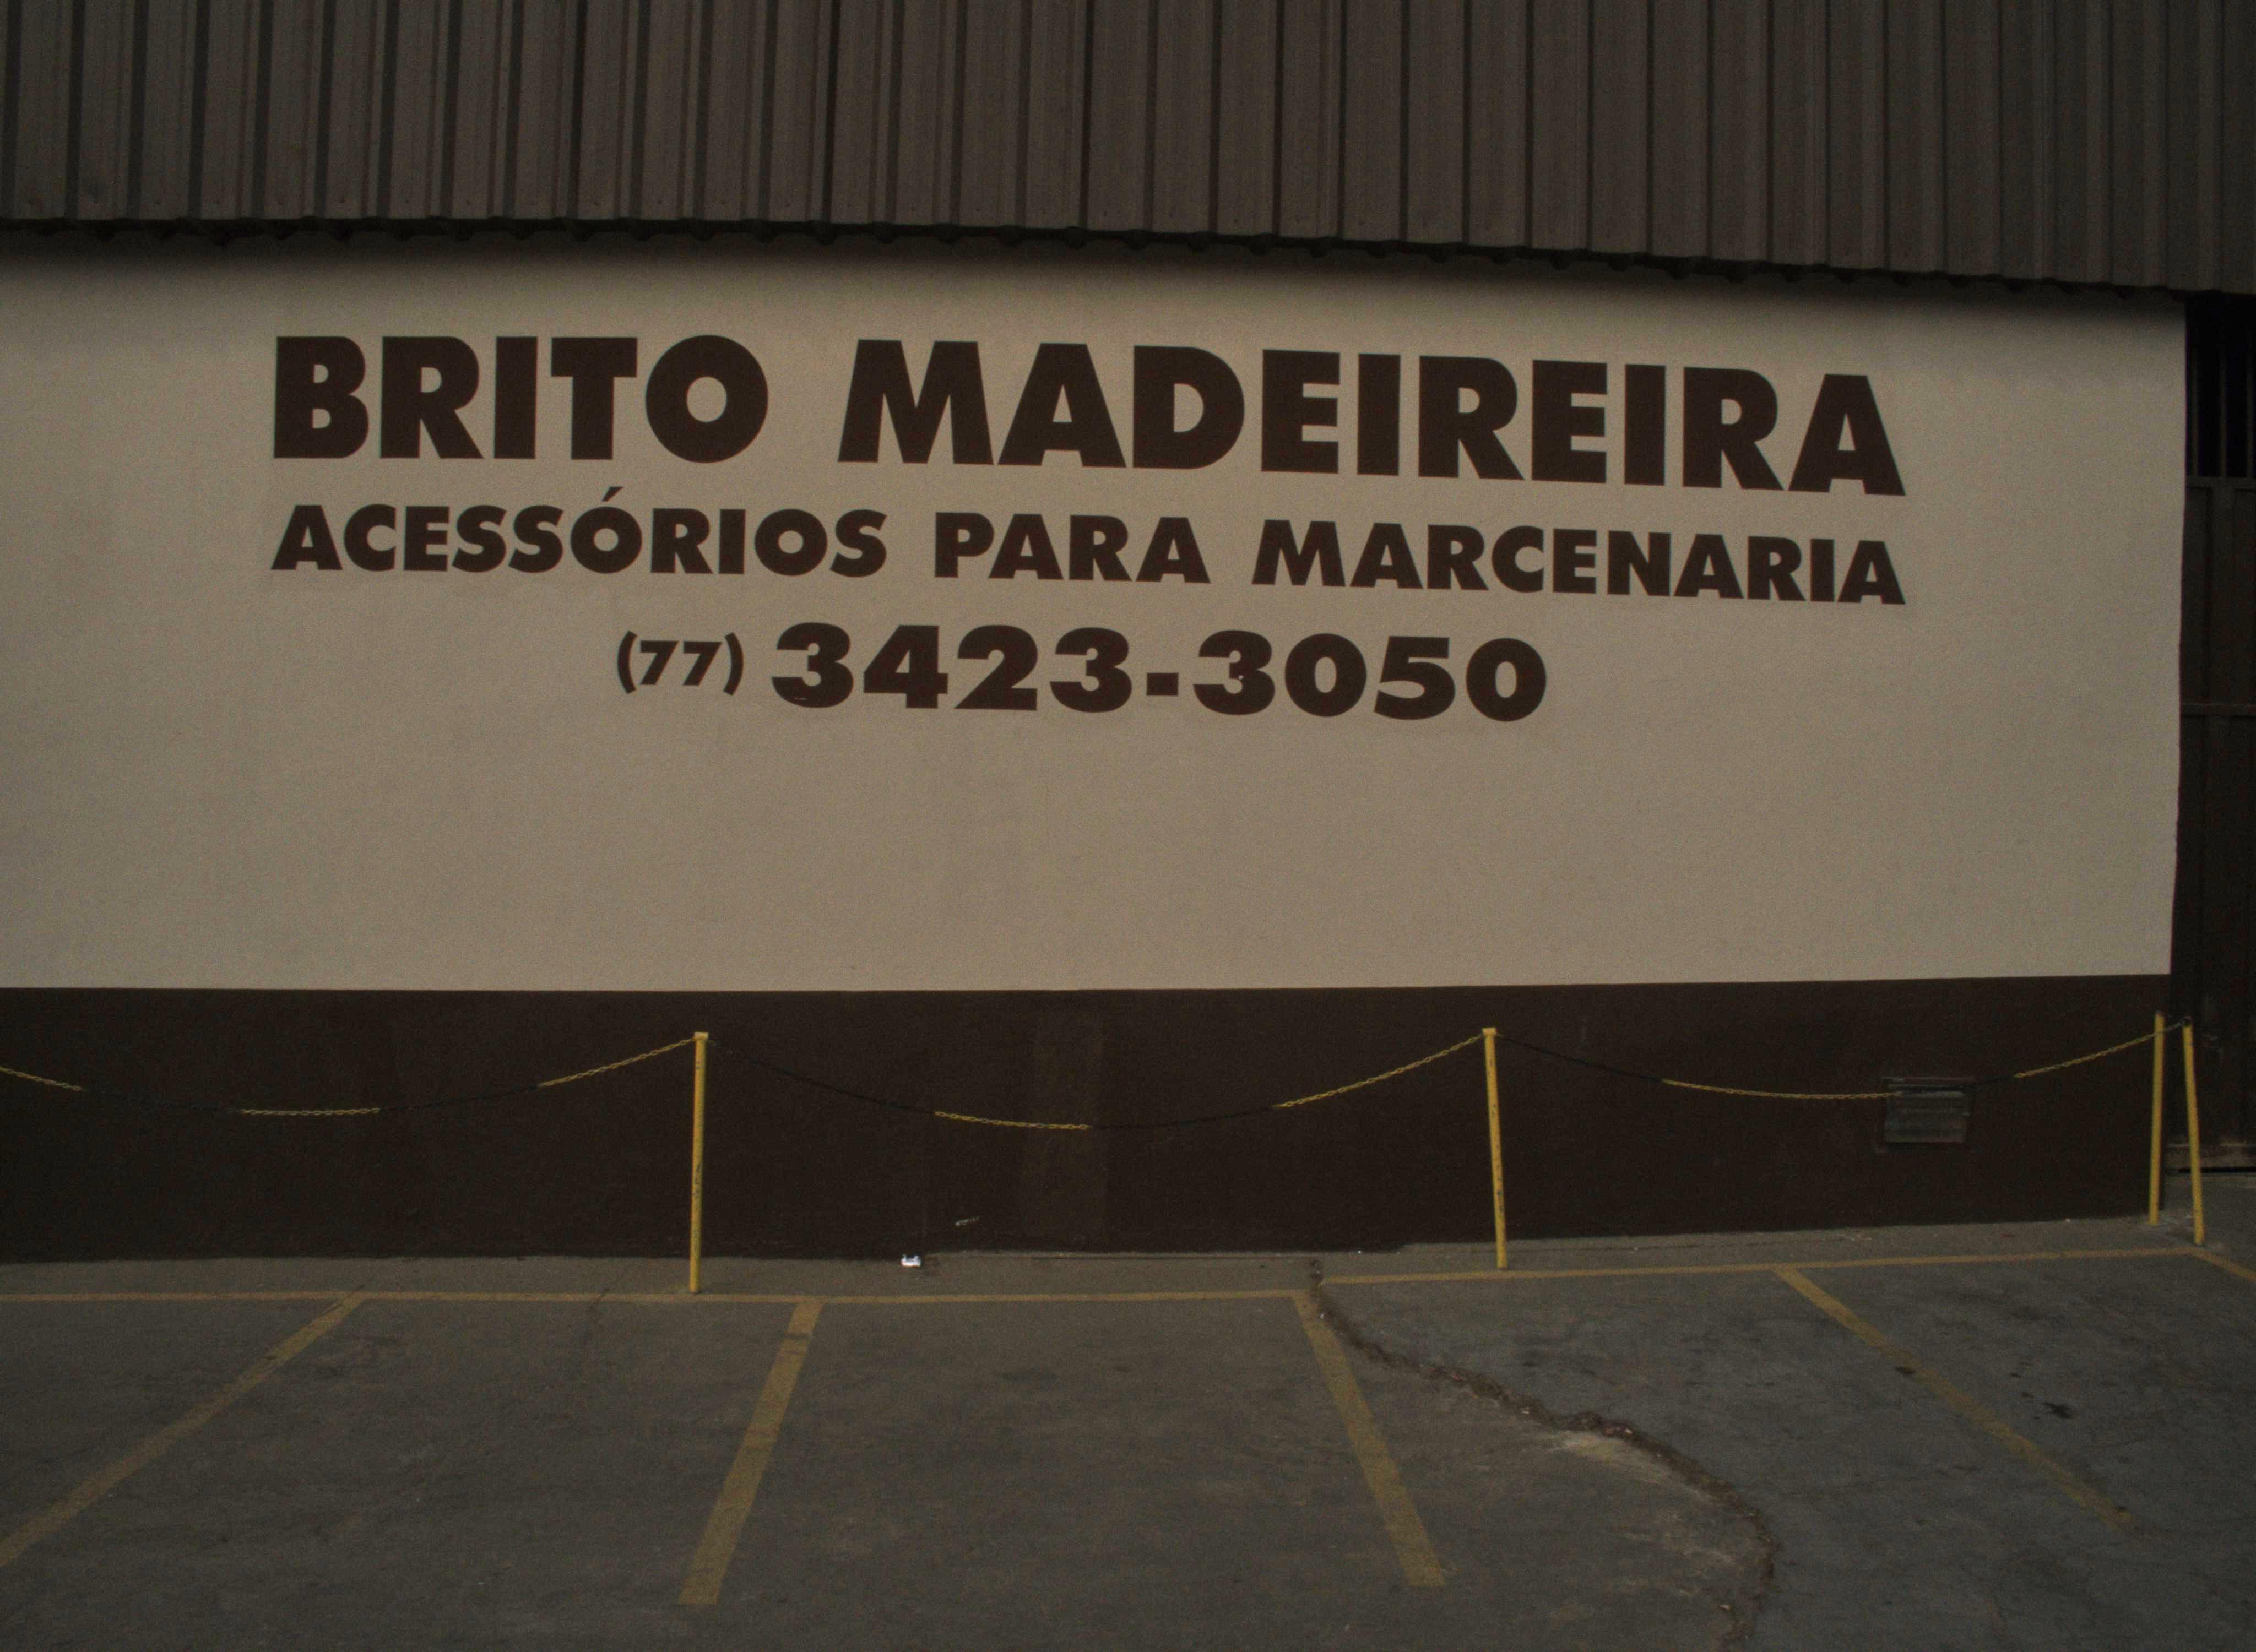 BRITO MADEIREIRA
ACESSÓRIOS PARA MARCENARIA
(77) 3423-3050